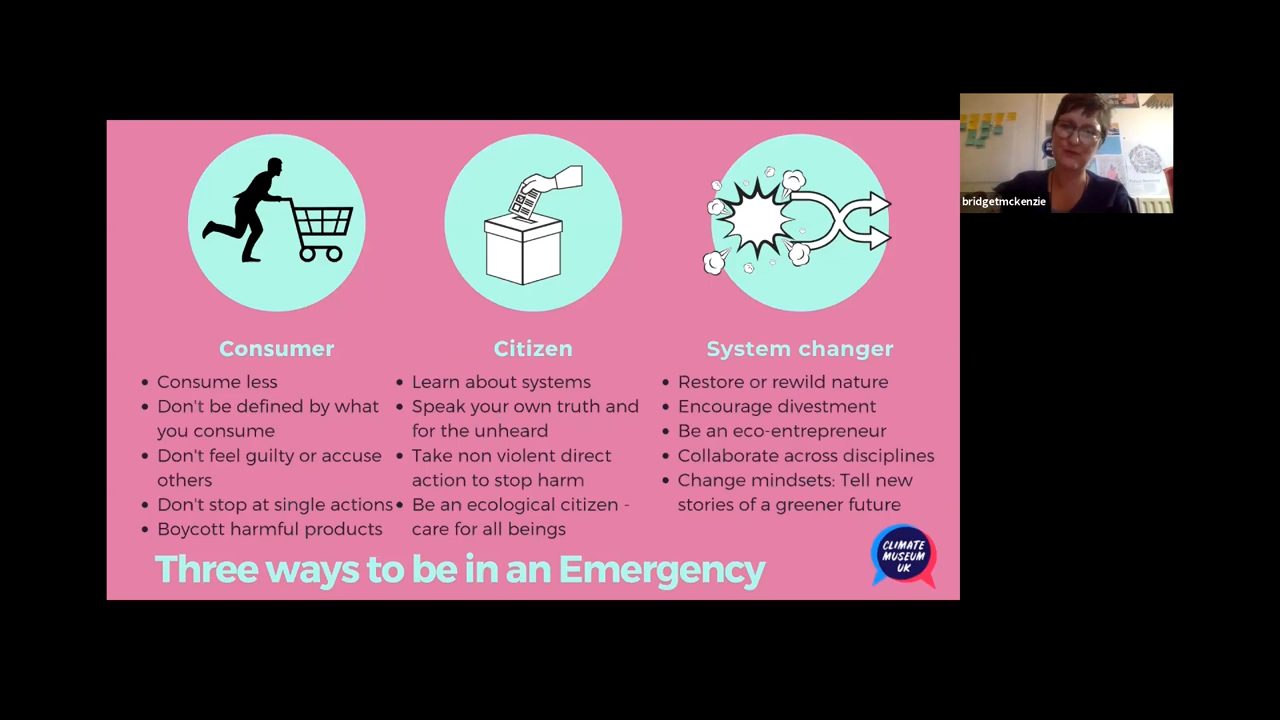 bridgetmckenzie
Consumer
Consume less
Don't be defined by what
you consume
Don't feel guilty or accuse
others
Don't stop at single actions
Boycott harmful products
Citizen
Learn about systems
Speak your own truth and
for the unheard
Take non violent direct
action to stop harm
Be an ecological citizen -
care for all beings
System changer
Restore or rewild nature
Encourage divestment
Be an eco-entrepreneur
Collaborate across disciplines
Change mindsets: Tell new
stories of a greener future
Three ways to be in an Emergency
CLIMATE
MUSEUM
UK